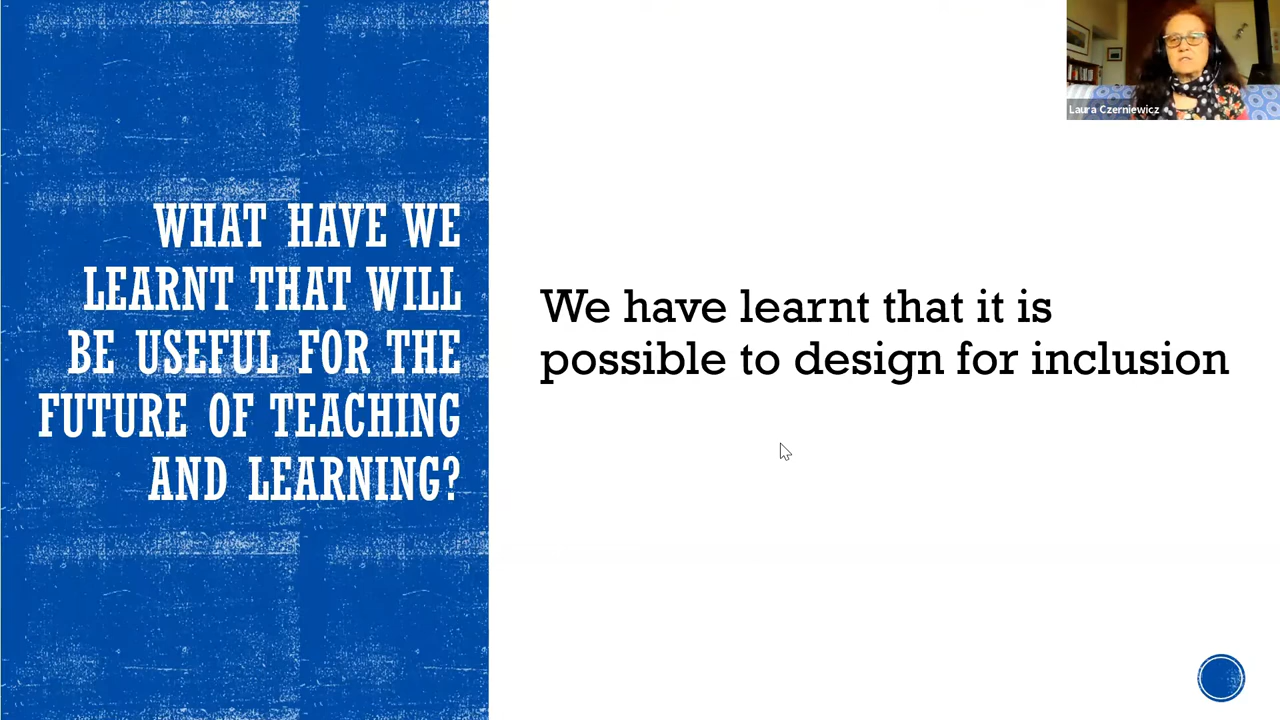 WHAT HAVE WE
LEARNT THAT WILL
BE USEFUL FOR THE
FUTURE OF TEACHING
AND LEARNING?
We have learnt that it is
possible to design for inclusion
Laura Czerniewicz